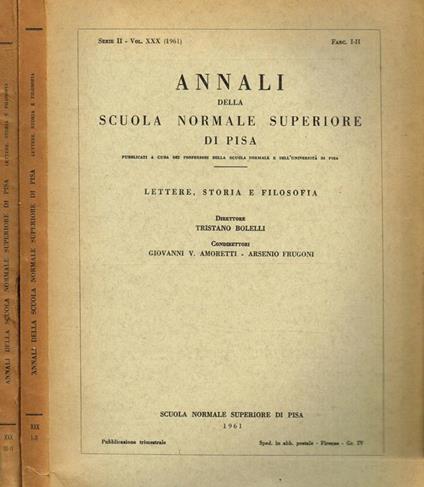 Serie II - Vol. XXX (1961) Fasc. I-II
ANNALI
DELLA
SCUOLA NORMALE SUPERIORE
DI PISA
PUBBLICATI A CURA DEI PROFESSORI DELLA SCUOLA NORMALE E DELL'UNIVERSITÀ DI PISA
LETTERE, STORIA E FILOSOFIA
Direttore
TRISTANO BOLELLI
Condirettori
GIOVANNI V. AMORETTI - ARSENIO FRUGONI
SCUOLA NORMALE SUPERIORE DI PISA
1961
Pubblicazione trimestrale Sped. in abb. postale - Firenze - Gr. IV
ANNALI DELLA SCUOLA NORMALE SUPERIORE DI PISA
LETTERE, STORIA E FILOSOFIA
XXX
I-II
ANNALI DELLA SCUOLA NORMALE SUPERIORE DI PISA
LETTERE, STORIA E FILOSOFIA
XXX